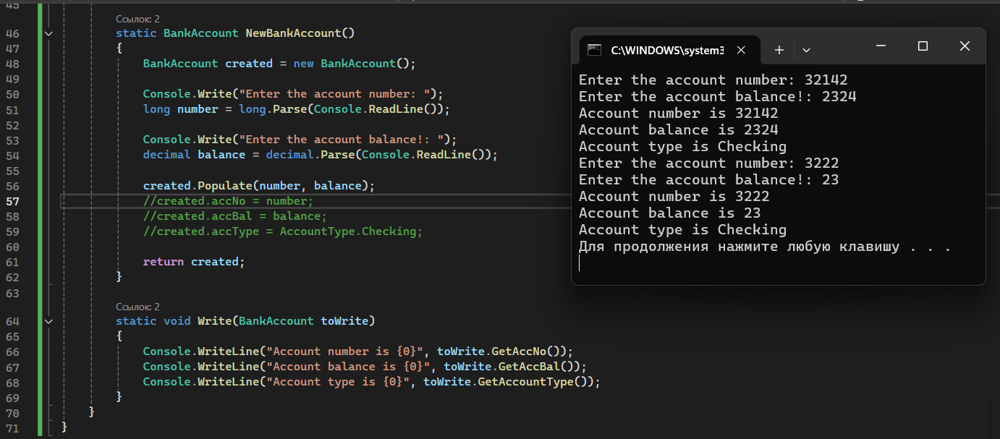 45
Ссылок: 2
46 static BankAccount NewBankAccount()
47 {
48 BankAccount created = new BankAccount();
49
50 Console.Write("Enter the account number: ");
51 long number = long.Parse(Console.ReadLine());
52
53 Console.Write("Enter the account balance!: ");
54 decimal balance = decimal.Parse(Console.ReadLine());
55
56 created.Populate(number, balance);
57 //created.accNo = number;
58 //created.accBal = balance;
59 //created.accType = AccountType.Checking;
60
61 return created;
62 }
63
Ссылок: 2
64 static void Write(BankAccount toWrite)
65 {
66 Console.WriteLine("Account number is {0}", toWrite.GetAccNo());
67 Console.WriteLine("Account balance is {0}", toWrite.GetAccBal());
68 Console.WriteLine("Account type is {0}", toWrite.GetAccountType());
69 }
70 }
71 }
C:\WINDOWS\system3
Enter the account number: 32142
Enter the account balance!: 2324
Account number is 32142
Account balance is 2324
Account type is Checking
Enter the account number: 3222
Enter the account balance!: 23
Account number is 3222
Account balance is 23
Account type is Checking
Для продолжения нажмите любую клавишу . . .